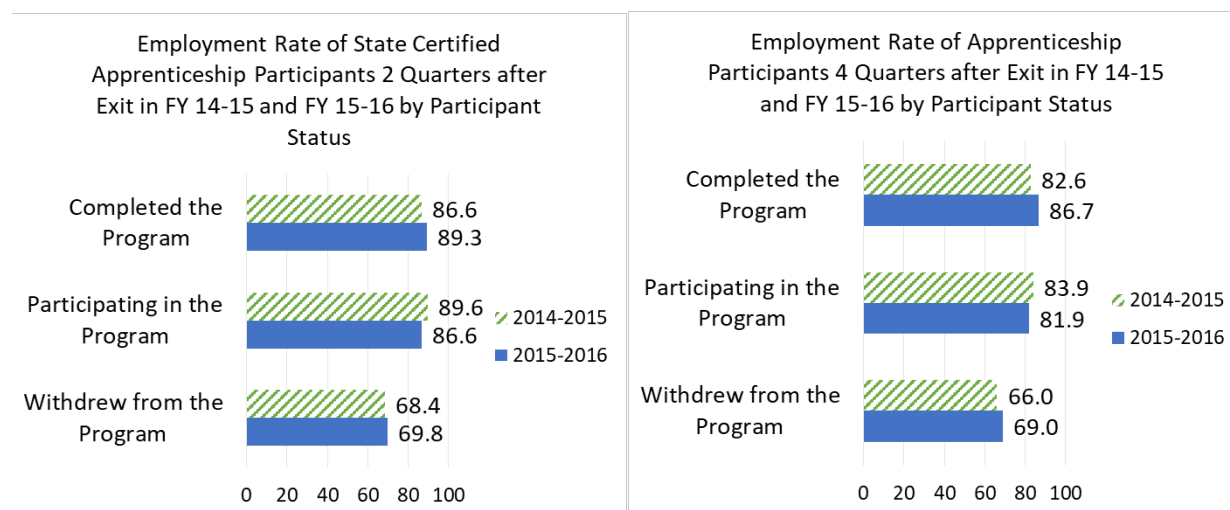 Employment Rate of State Certified
Apprenticeship Participants 2 Quarters after
Exit in FY 14-15 and FY 15-16 by Participant
Status
Completed the
Program
86.6
89.3
Participating in the
Program
89.6
86.6
Withdrew from the
Program
68.4
69.8
2014-2015
2015-2016
0 20 40 60 80 100
Employment Rate of Apprenticeship
Participants 4 Quarters after Exit in FY 14-15
and FY 15-16 by Participant Status
Completed the
Program
82.6
86.7
Participating in the
Program
83.9
81.9
Withdrew from the
Program
66.0
69.0
2014-2015
2015-2016
0 20 40 60 80 100